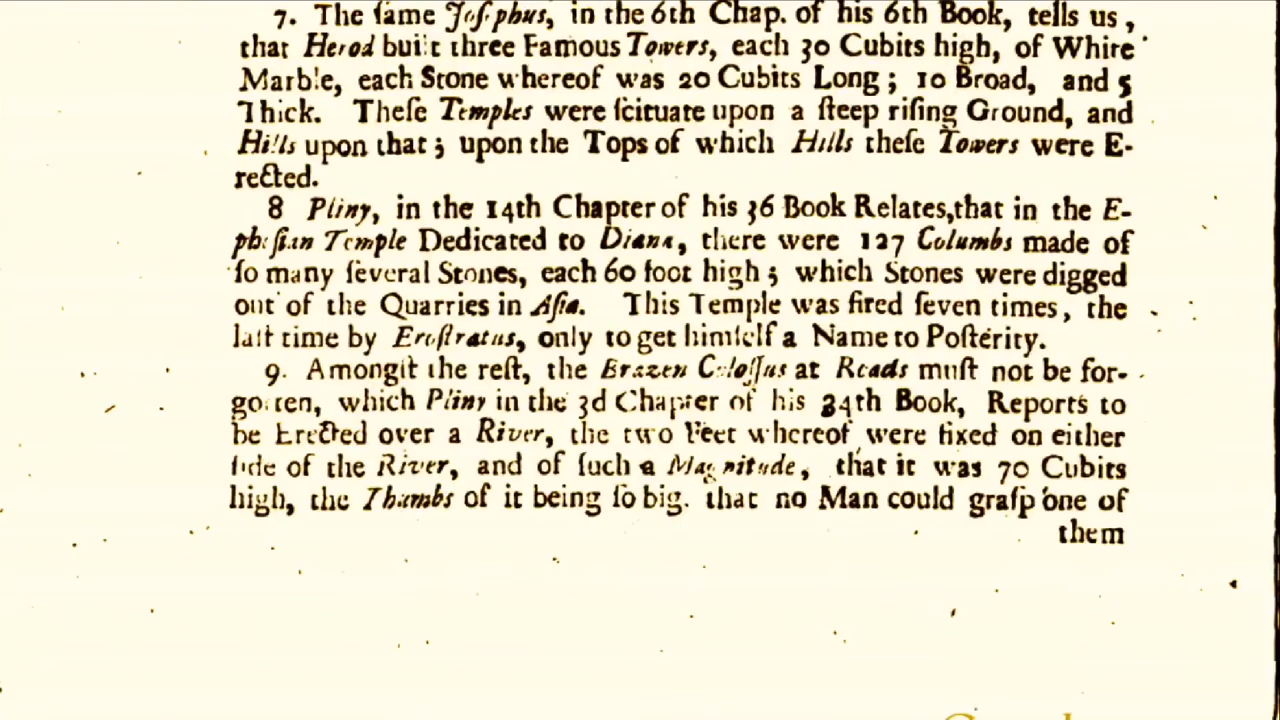 7. The ſame Joſephus, in the 6th Chap. of his 6th Book, tells us,
that Herod built three Famous Towers, each 30 Cubits high, of White
Marble, each Stone whereof was 20 Cubits Long; 10 Broad, and 5
Thick. Theſe Temples were ſcituate upon a ſteep riſing Ground, and
Hills upon that; upon the Tops of which Hills theſe Towers were E-
rected.
8 Pliny, in the 14th Chapter of his 36 Book Relates, that in the E-
pheſian Temple Dedicated to Diana, there were 127 Columbs made of
ſo many ſeveral Stones, each 60 foot high; which Stones were digged
out of the Quarries in Aſia. This Temple was fired ſeven times, the
laſt time by Eroſtratus, only to get himſelf a Name to Poſterity.
9. Amongſt the reſt, the Brazen Coloſſus at Roads muſt not be for-
gotten, which Pliny in the 3d Chapter of his 34th Book, Reports to
be Erected over a River, the two Feet whereof were fixed on either
ſide of the River, and of ſuch a Magnitude, that it was 70 Cubits
high, the Thumbs of it being ſo big. that no Man could graſp one of
them